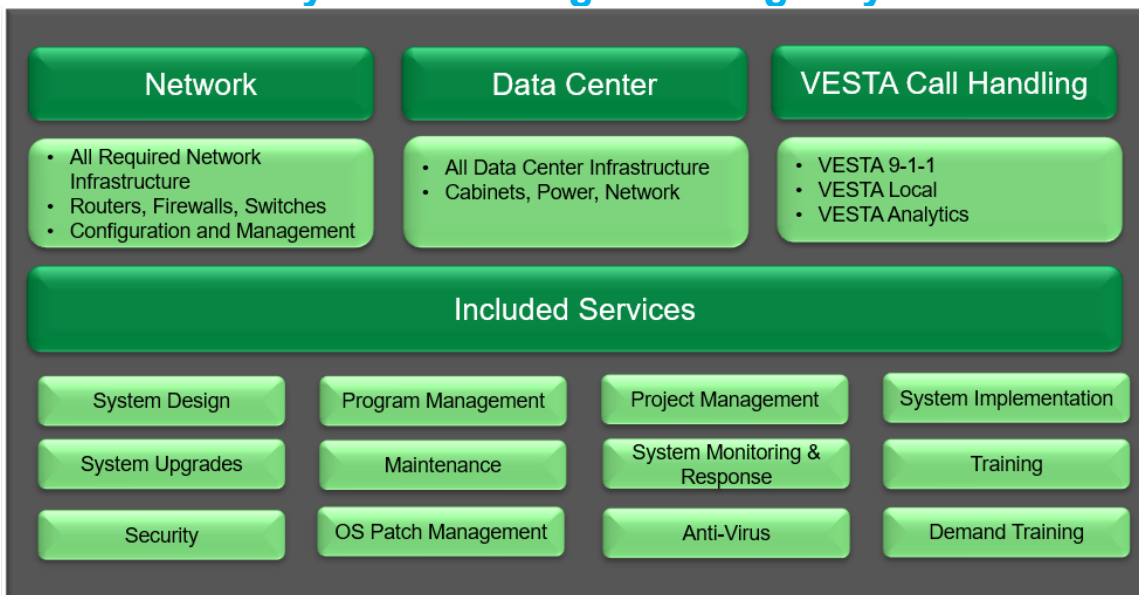 Network
Data Center
VESTA Call Handling
• All Required Network
Infrastructure
• Routers, Firewalls, Switches
• Configuration and Management
• All Data Center Infrastructure
• Cabinets, Power, Network
• VESTA 9-1-1
• VESTA Local
• VESTA Analytics
Included Services
System Design
Program Management
Project Management
System Implementation
System Upgrades
Maintenance
System Monitoring &
Response
Training
Security
OS Patch Management
Anti-Virus
Demand Training